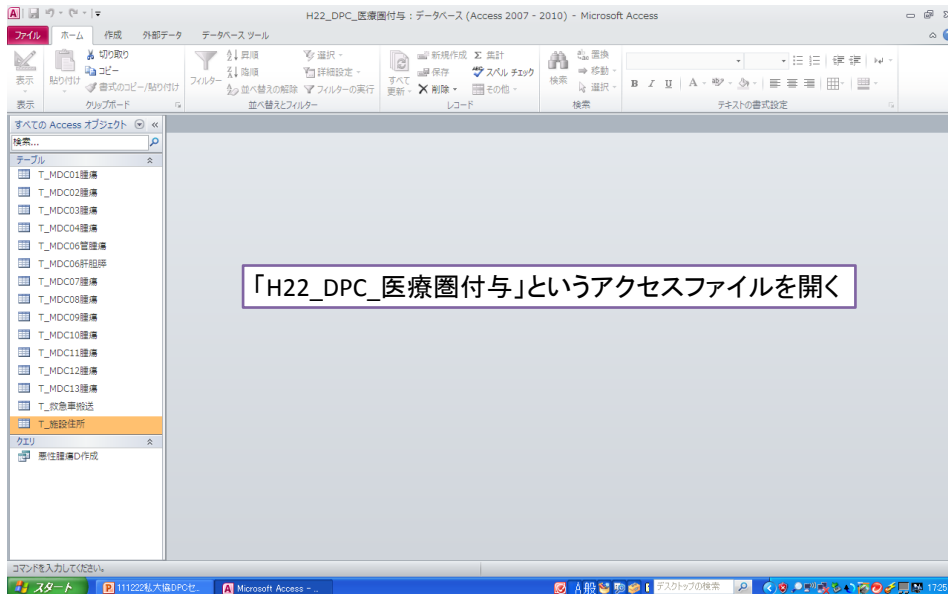 H22_DPC_医療圏付与 : データベース (Access 2007 - 2010) - Microsoft Access
ファイル ホーム 作成 外部データ データベース ツール
切り取り
コピー
書式のコピー/貼り付け
表示 貼り付け
フィルター
昇順
降順
並べ替えの解除
選択
詳細設定
フィルターの実行
すべて更新
新規作成
保存
削除
集計
スペル チェック
その他
検索
置換
移動
選択
B I U A
表示 クリップボード 並べ替えとフィルター レコード 検索 テキストの書式設定
すべての Access オブジェクト
検索...
テーブル
T_MDC01腫瘍
T_MDC02腫瘍
T_MDC03腫瘍
T_MDC04腫瘍
T_MDC06管腫瘍
T_MDC06肝胆膵
T_MDC07腫瘍
T_MDC08腫瘍
T_MDC09腫瘍
T_MDC10腫瘍
T_MDC11腫瘍
T_MDC12腫瘍
T_MDC13腫瘍
T_救急車搬送
T_施設住所
クエリ
悪性腫瘍D作成
「H22_DPC_医療圏付与」というアクセスファイルを開く
コマンドを入力してください。
スタート 111222私大協DPCセ... Microsoft Access - ... A 般 デスクトップの検索 17:25